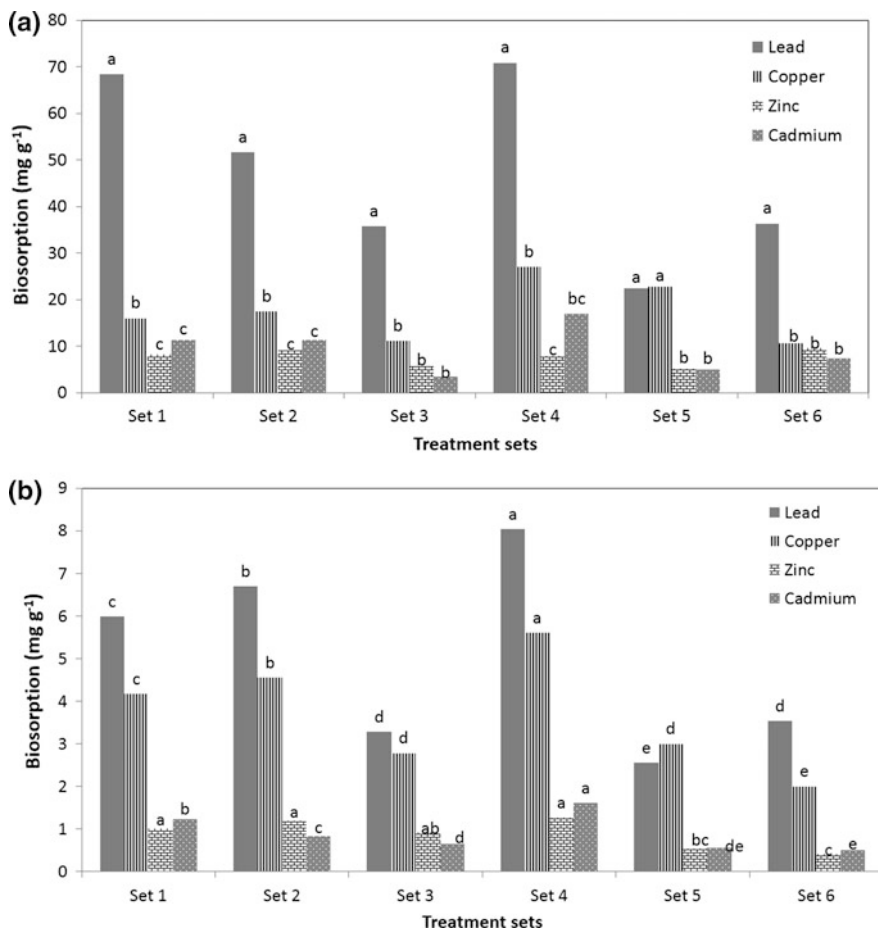 (a)
80
70
60
50
40
30
20
10
0
Biosorption (mg g-1)
Lead
Copper
Zinc
Cadmium
a b c c
a b c c
a b b b
a b c bc
a a b b
a b b b
Set 1 Set 2 Set 3 Set 4 Set 5 Set 6
Treatment sets
(b)
9
8
7
6
5
4
3
2
1
0
Biosorption (mg g-1)
Lead
Copper
Zinc
Cadmium
c c a b
b b a c
d d ab d
a a a a
e d bc de
d e c e
Set 1 Set 2 Set 3 Set 4 Set 5 Set 6
Treatment sets